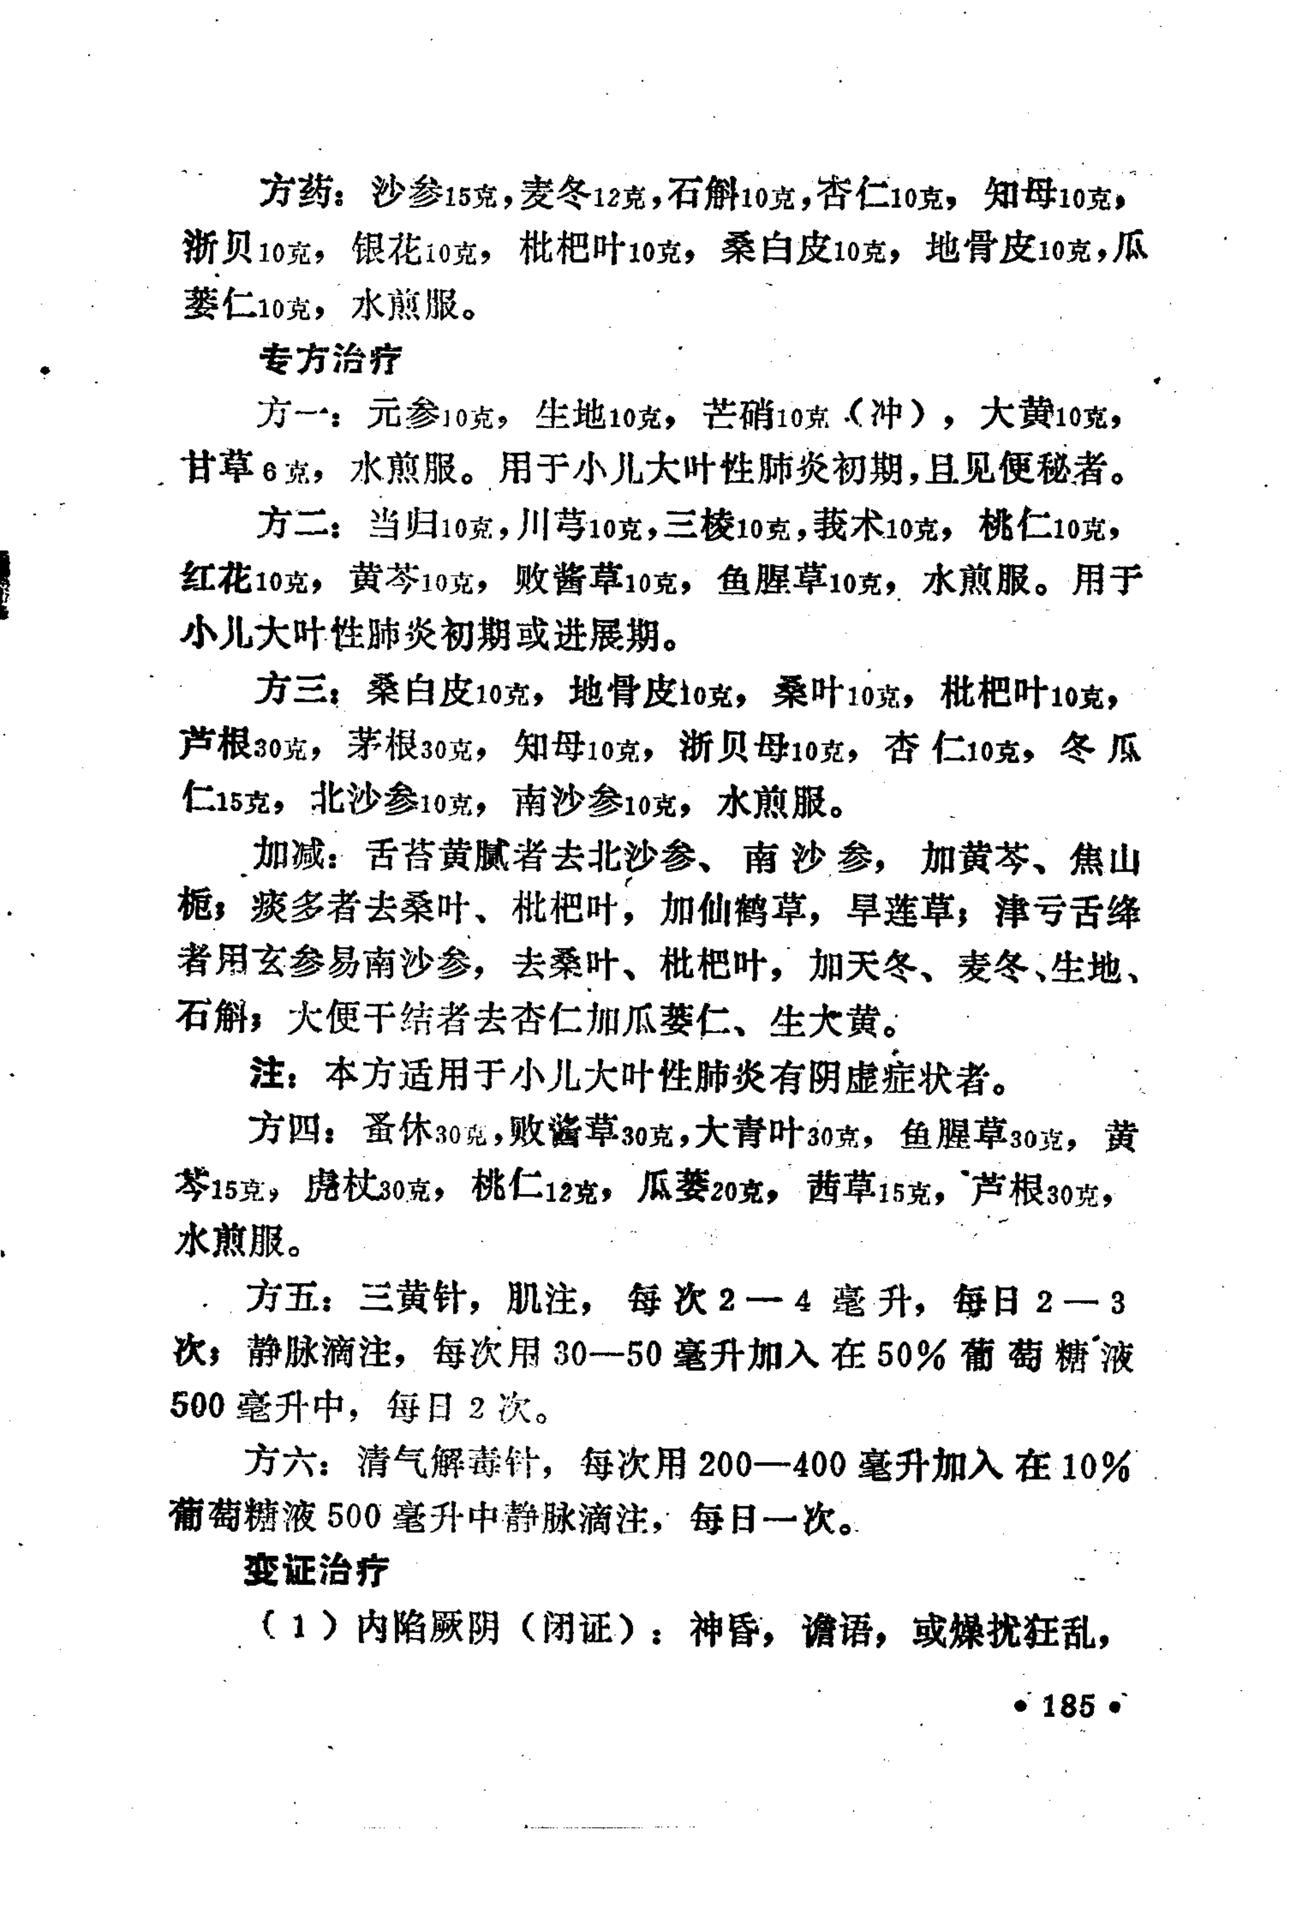 方药：沙参15克，麦冬12克，石斛10克，杏仁10克，知母10克，
浙贝10克，银花10克，枇杷叶10克，桑白皮10克，地骨皮10克，瓜
蒌仁10克，水煎服。
专方治疗
方一：元参10克，生地10克，芒硝10克（冲），大黄10克，
甘草6克，水煎服。用于小儿大叶性肺炎初期，且见便秘者。
方二：当归10克，川芎10克，三棱10克，莪术10克，桃仁10克，
红花10克，黄芩10克，败酱草10克，鱼腥草10克，水煎服。用于
小儿大叶性肺炎初期或进展期。
方三：桑白皮10克，地骨皮10克，桑叶10克，枇杷叶10克，
芦根30克，茅根30克，知母10克，浙贝母10克，杏仁10克，冬瓜
仁15克，北沙参10克，南沙参10克，水煎服。
加减：舌苔黄腻者去北沙参、南沙参，加黄芩、焦山
栀；痰多者去桑叶、枇杷叶，加仙鹤草，旱莲草；津亏舌绛
者用玄参易南沙参，去桑叶、枇杷叶，加天冬、麦冬、生地、
石斛；大便干结者去杏仁加瓜蒌仁、生大黄。
注：本方适用于小儿大叶性肺炎有阴虚症状者。
方四：蚤休30克，败酱草30克，大青叶30克，鱼腥草30克，黄
芩15克，虎杖30克，桃仁12克，瓜蒌20克，茜草15克，芦根30克，
水煎服。
方五：三黄针，肌注，每次2—4毫升，每日2—3
次；静脉滴注，每次用30—50毫升加入在50%葡萄糖液
500毫升中，每日2次。
方六：清气解毒针，每次用200—400毫升加入在10%
葡萄糖液500毫升中静脉滴注，每日一次。
变证治疗
（1）内陷厥阴（闭证）：神昏，谵语，或燥扰狂乱，
•185•